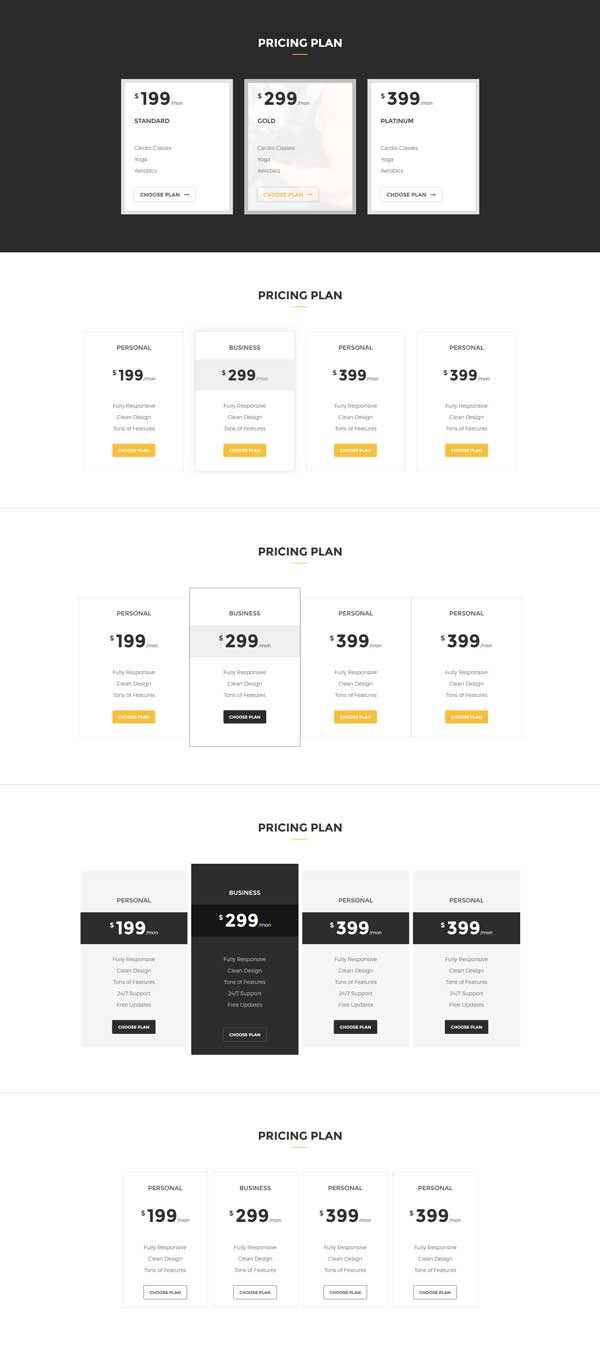 PRICING PLAN
$ 199 /mon
STANDARD
Cardio Classes
Yoga
Aerobics
CHOOSE PLAN →
$ 299 /mon
GOLD
Cardio Classes
Yoga
Aerobics
CHOOSE PLAN →
$ 399 /mon
PLATINUM
Cardio Classes
Yoga
Aerobics
CHOOSE PLAN →
PRICING PLAN
PERSONAL
$ 199 /mon
Fully Responsive
Clean Design
Tons of Features
CHOOSE PLAN
BUSINESS
$ 299 /mon
Fully Responsive
Clean Design
Tons of Features
CHOOSE PLAN
PERSONAL
$ 399 /mon
Fully Responsive
Clean Design
Tons of Features
CHOOSE PLAN
PERSONAL
$ 399 /mon
Fully Responsive
Clean Design
Tons of Features
CHOOSE PLAN
PRICING PLAN
PERSONAL
$ 199 /mon
Fully Responsive
Clean Design
Tons of Features
CHOOSE PLAN
BUSINESS
$ 299 /mon
Fully Responsive
Clean Design
Tons of Features
CHOOSE PLAN
PERSONAL
$ 399 /mon
Fully Responsive
Clean Design
Tons of Features
CHOOSE PLAN
PERSONAL
$ 399 /mon
Fully Responsive
Clean Design
Tons of Features
CHOOSE PLAN
PRICING PLAN
PERSONAL
$ 199 /mon
Fully Responsive
Clean Design
Tons of Features
24/7 Support
Free Updates
CHOOSE PLAN
BUSINESS
$ 299 /mon
Fully Responsive
Clean Design
Tons of Features
24/7 Support
Free Updates
CHOOSE PLAN
PERSONAL
$ 399 /mon
Fully Responsive
Clean Design
Tons of Features
24/7 Support
Free Updates
CHOOSE PLAN
PERSONAL
$ 399 /mon
Fully Responsive
Clean Design
Tons of Features
24/7 Support
Free Updates
CHOOSE PLAN
PRICING PLAN
PERSONAL
$ 199 /mon
Fully Responsive
Clean Design
Tons of Features
CHOOSE PLAN
BUSINESS
$ 299 /mon
Fully Responsive
Clean Design
Tons of Features
CHOOSE PLAN
PERSONAL
$ 399 /mon
Fully Responsive
Clean Design
Tons of Features
CHOOSE PLAN
PERSONAL
$ 399 /mon
Fully Responsive
Clean Design
Tons of Features
CHOOSE PLAN